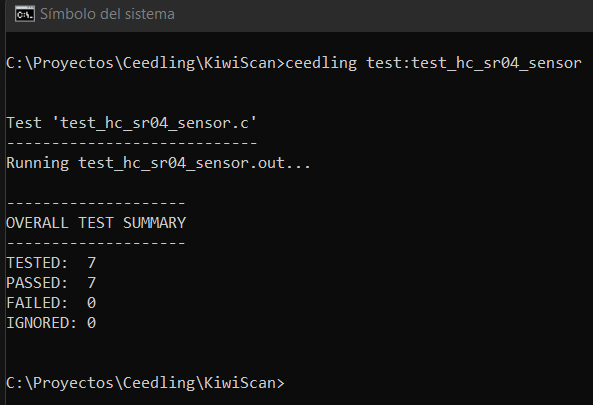 Símbolo del sistema
C:\Proyectos\Ceedling\KiwiScan>ceedling test:test_hc_sr04_sensor
Test 'test_hc_sr04_sensor.c'
----------------------------
Running test_hc_sr04_sensor.out...
--------------------
OVERALL TEST SUMMARY
--------------------
TESTED:  7
PASSED:  7
FAILED:  0
IGNORED: 0
C:\Proyectos\Ceedling\KiwiScan>